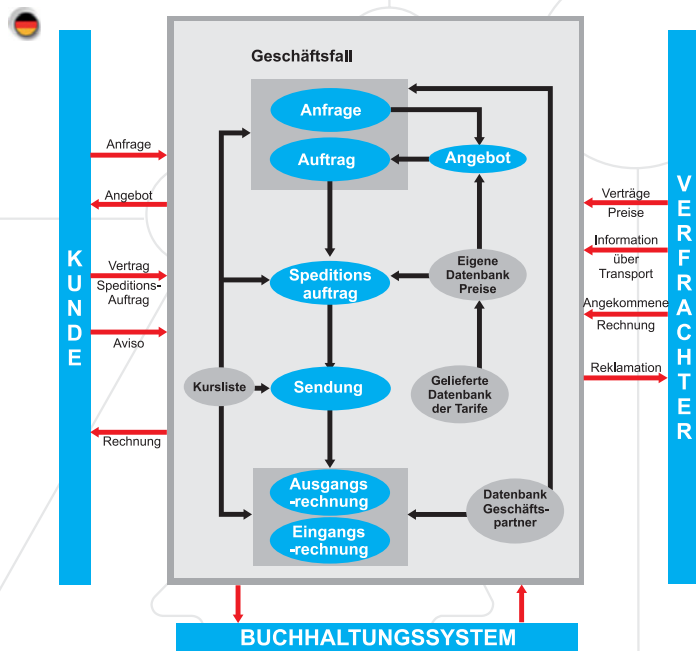 Geschäftsfall
Anfrage
Auftrag
Angebot
Speditions
auftrag
Eigene
Datenbank
Preise
Kursliste
Sendung
Gelieferte
Datenbank
der Tarife
Ausgangs
-rechnung
Eingangs
-rechnung
Datenbank
Geschäfts-
partner
KUNDE
Anfrage
Angebot
Vertrag
Speditions-
Auftrag
Aviso
Rechnung
VERFRACHTER
Verträge
Preise
Information
über
Transport
Angekommene
Rechnung
Reklamation
BUCHHALTUNGSSYSTEM